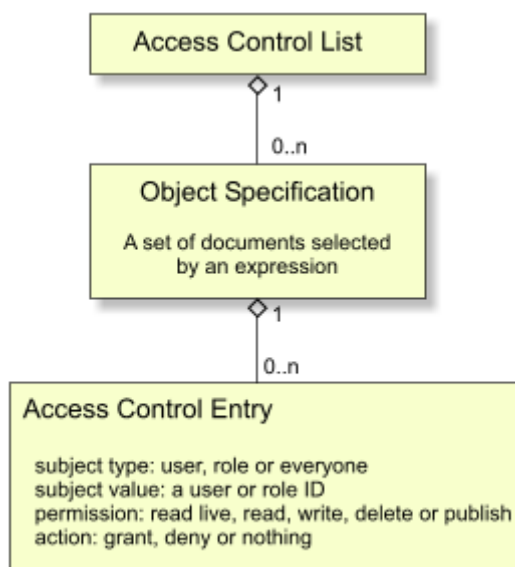 Access Control List
1
0..n
Object Specification
A set of documents selected
by an expression
1
0..n
Access Control Entry
subject type: user, role or everyone
subject value: a user or role ID
permission: read live, read, write, delete or publish
action: grant, deny or nothing